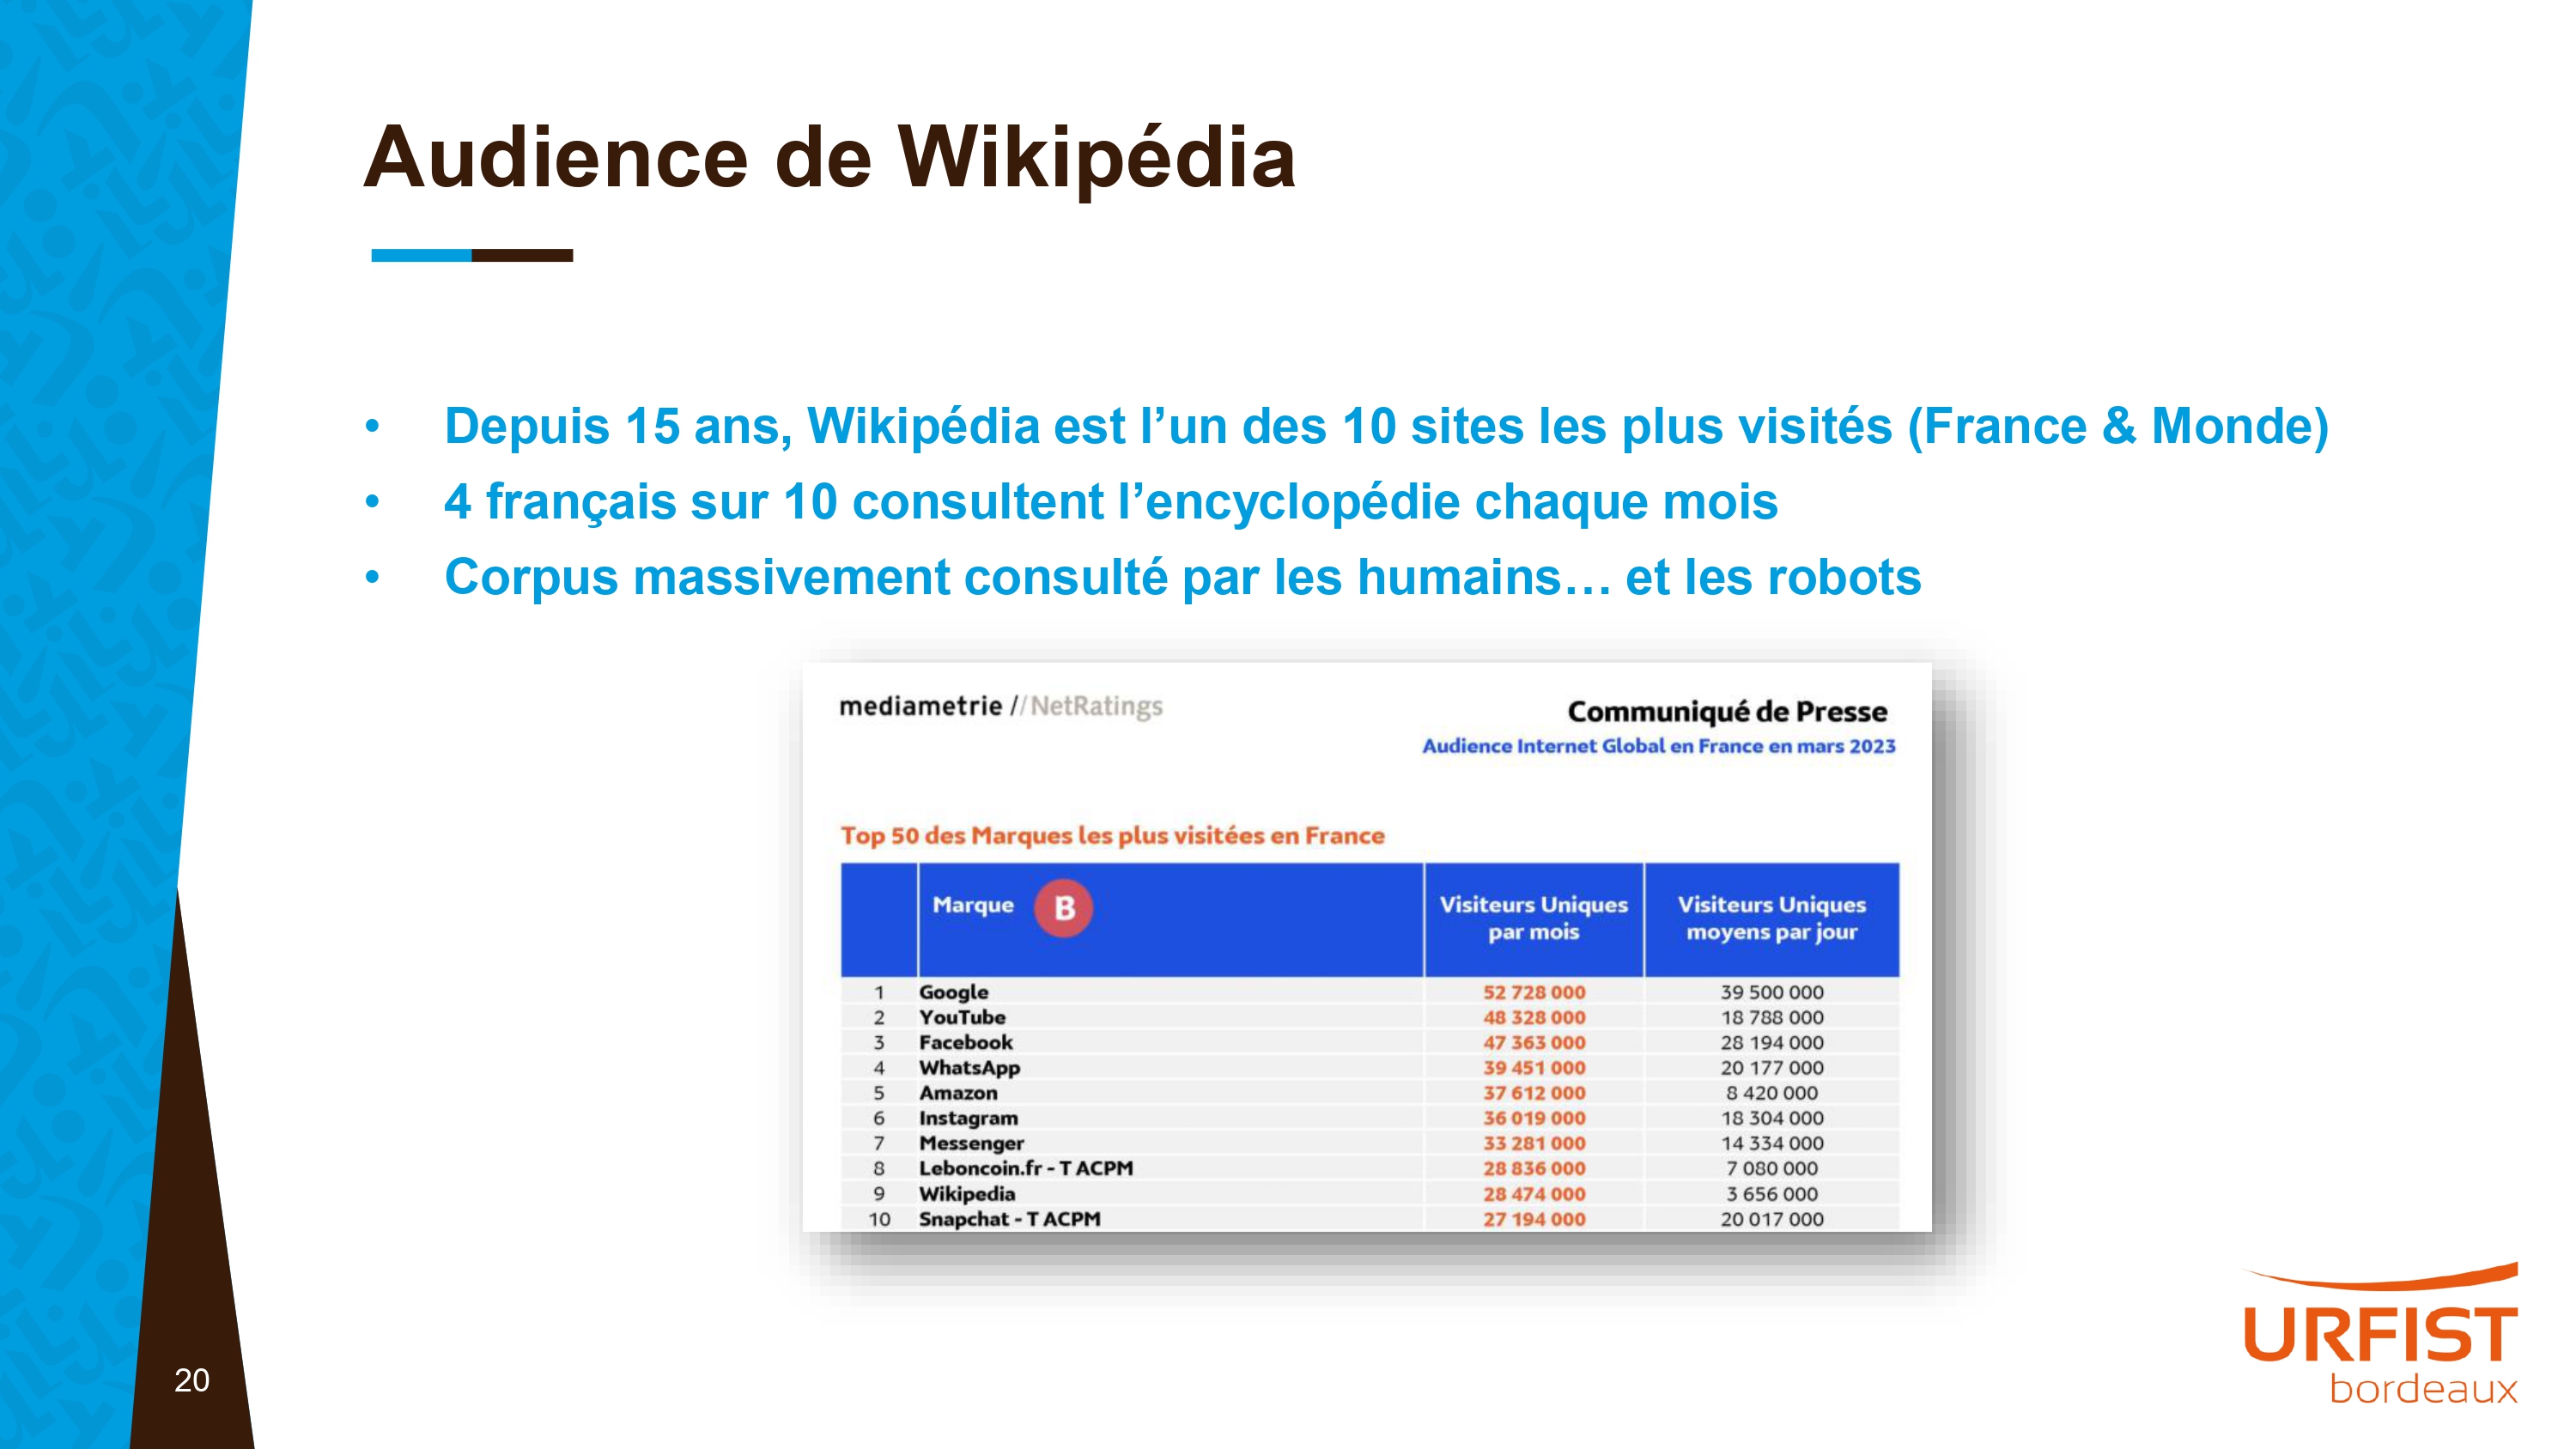 Audience de Wikipédia
• Depuis 15 ans, Wikipédia est l’un des 10 sites les plus visités (France & Monde)
• 4 français sur 10 consultent l’encyclopédie chaque mois
• Corpus massivement consulté par les humains… et les robots
mediametrie // NetRatings
Communiqué de Presse
Audience Internet Global en France en mars 2023
Top 50 des Marques les plus visitées en France
Marque B Visiteurs Uniques par mois Visiteurs Uniques moyens par jour
1 Google 52 728 000 39 500 000
2 YouTube 48 328 000 18 788 000
3 Facebook 47 363 000 28 194 000
4 WhatsApp 39 451 000 20 177 000
5 Amazon 37 612 000 8 420 000
6 Instagram 36 019 000 18 304 000
7 Messenger 33 281 000 14 334 000
8 Leboncoin.fr - T ACPM 28 836 000 7 080 000
9 Wikipedia 28 474 000 3 656 000
10 Snapchat - T ACPM 27 194 000 20 017 000
20
URFIST
bordeaux